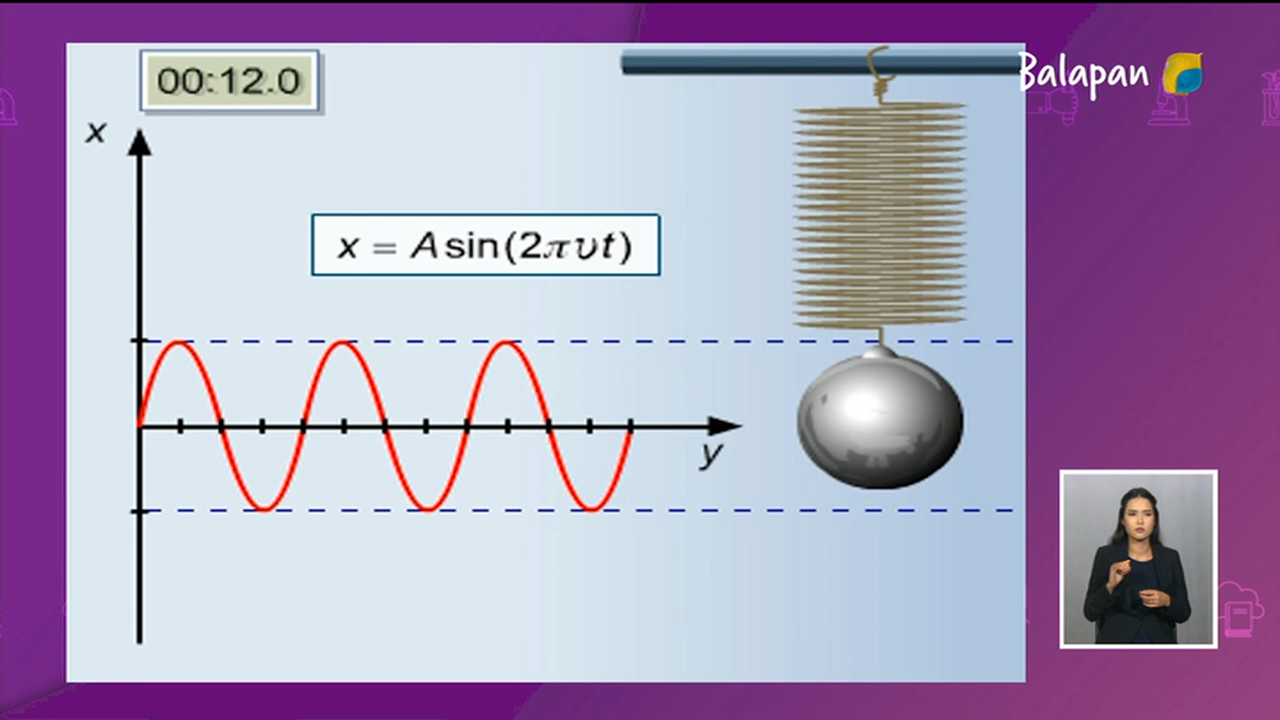 00:12.0
Balapan
x
x = A sin(2πυt)
y